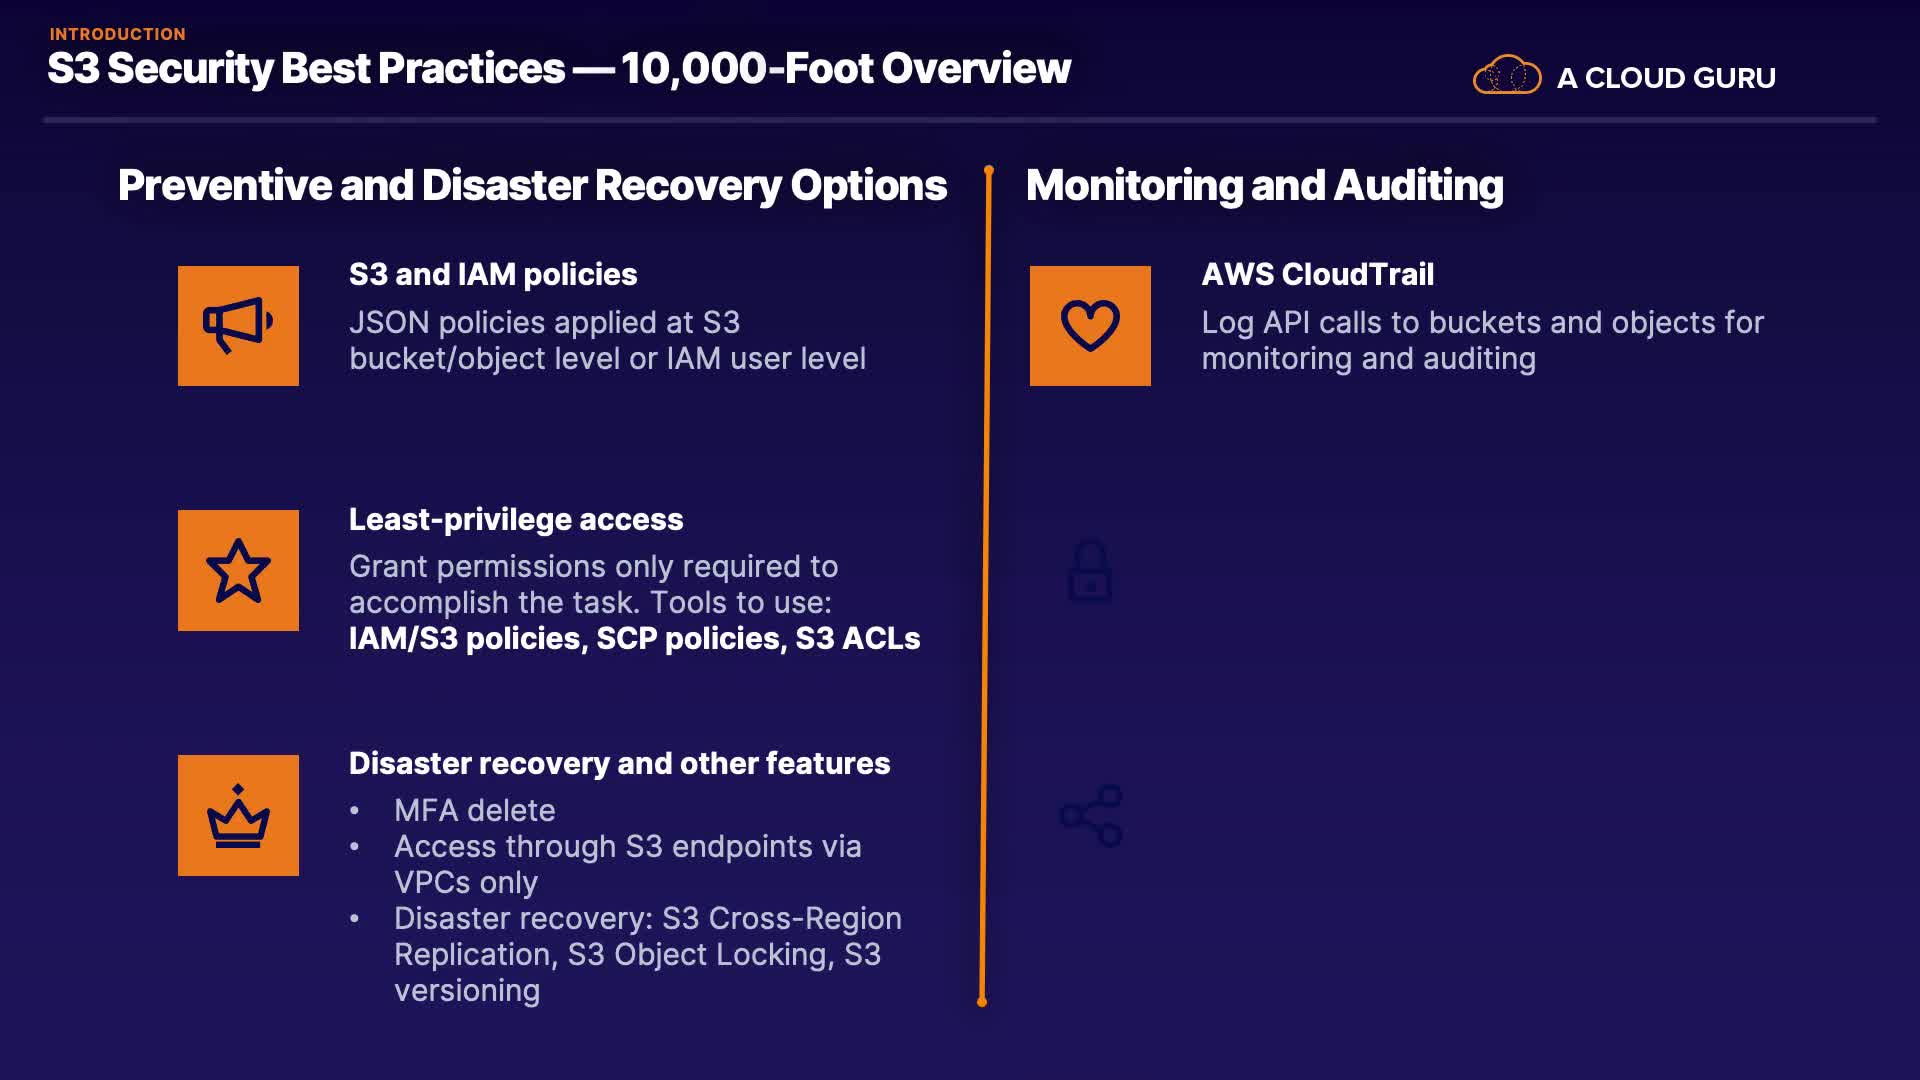 INTRODUCTION
S3 Security Best Practices — 10,000-Foot Overview
A CLOUD GURU
Preventive and Disaster Recovery Options
S3 and IAM policies
JSON policies applied at S3
bucket/object level or IAM user level
Least-privilege access
Grant permissions only required to
accomplish the task. Tools to use:
IAM/S3 policies, SCP policies, S3 ACLs
Disaster recovery and other features
• MFA delete
• Access through S3 endpoints via
VPCs only
• Disaster recovery: S3 Cross-Region
Replication, S3 Object Locking, S3
versioning
Monitoring and Auditing
AWS CloudTrail
Log API calls to buckets and objects for
monitoring and auditing